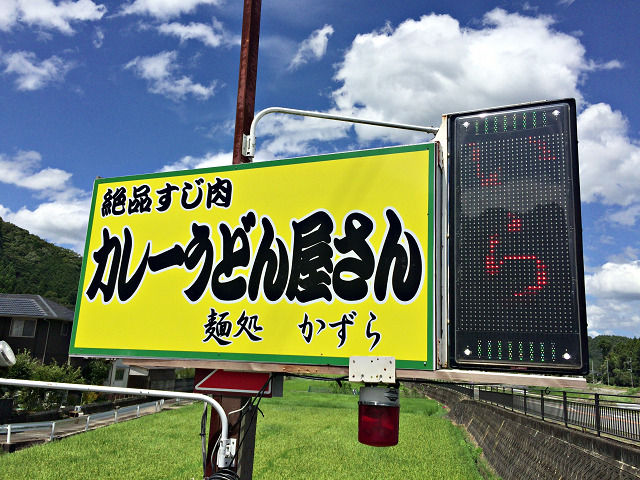 絶品すじ肉
カレーうどん屋さん
麺処 かずら